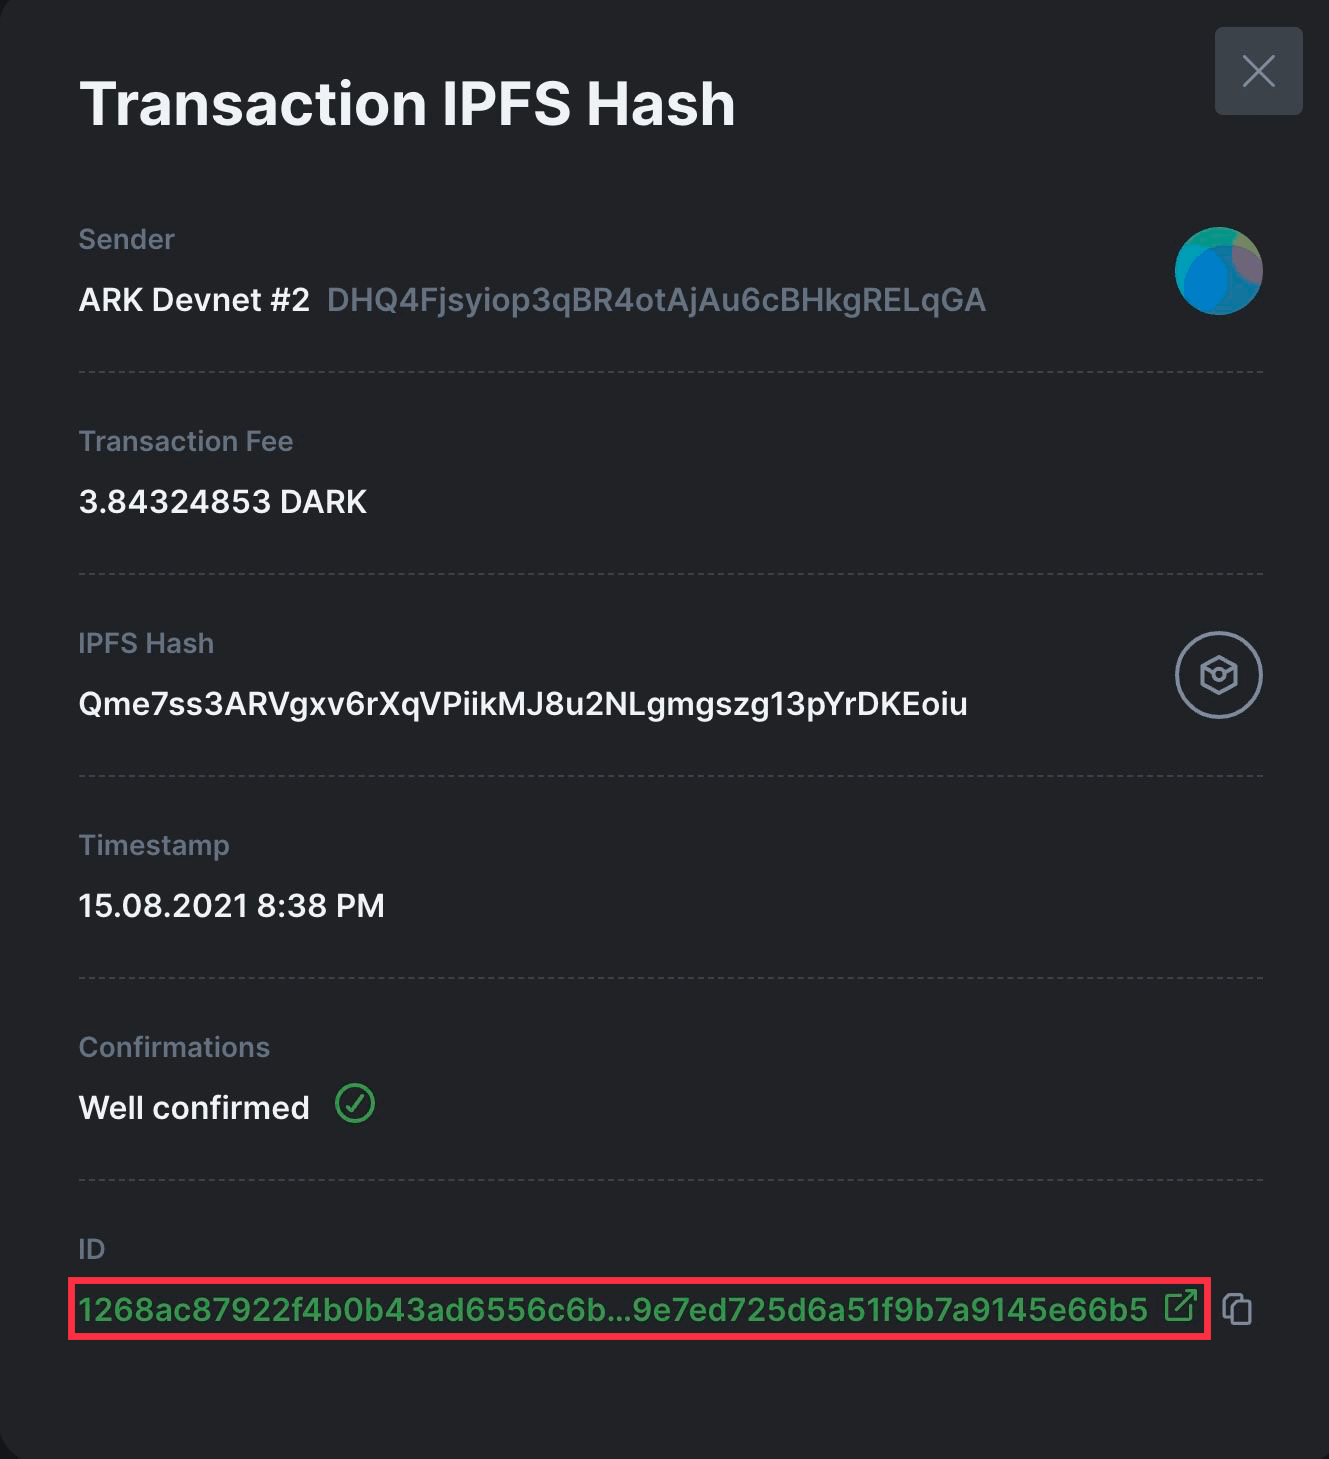 Transaction IPFS Hash
Sender
ARK Devnet #2 DHQ4Fjsyiop3qBR4otAjAu6cBHkgRELqGA
Transaction Fee
3.84324853 DARK
IPFS Hash
Qme7ss3ARVgxv6rXqVPiikMJ8u2NLgmgszg13pYrDKEoiu
Timestamp
15.08.2021 8:38 PM
Confirmations
Well confirmed
ID
1268ac87922f4b0b43ad6556c6b...9e7ed725d6a51f9b7a9145e66b5